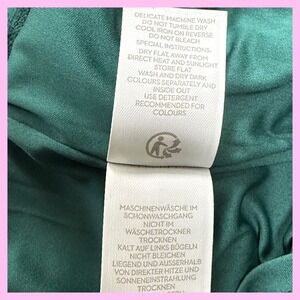 DELICATE MACHINE WASH
DO NOT TUMBLE DRY
COOL IRON ON REVERSE
DO NOT BLEACH
SPECIAL INSTRUCTIONS:
DRY FLAT AWAY FROM
DIRECT HEAT AND SUNLIGHT
STORE FLAT
WASH AND DRY DARK
COLOURS SEPARATELY AND
INSIDE OUT
USE DETERGENT
RECOMMENDED FOR
COLOURS
MASCHINENWÄSCHE IM
SCHONWASCHGANG
NICHT IM
WÄSCHETROCKNER
TROCKNEN
KALT AUF LINKS BÜGELN
NICHT BLEICHEN
LIEGEND UND AUSSERHALB
VON DIREKTER HITZE UND
SONNENEINSTRAHLUNG
TROCKNEN